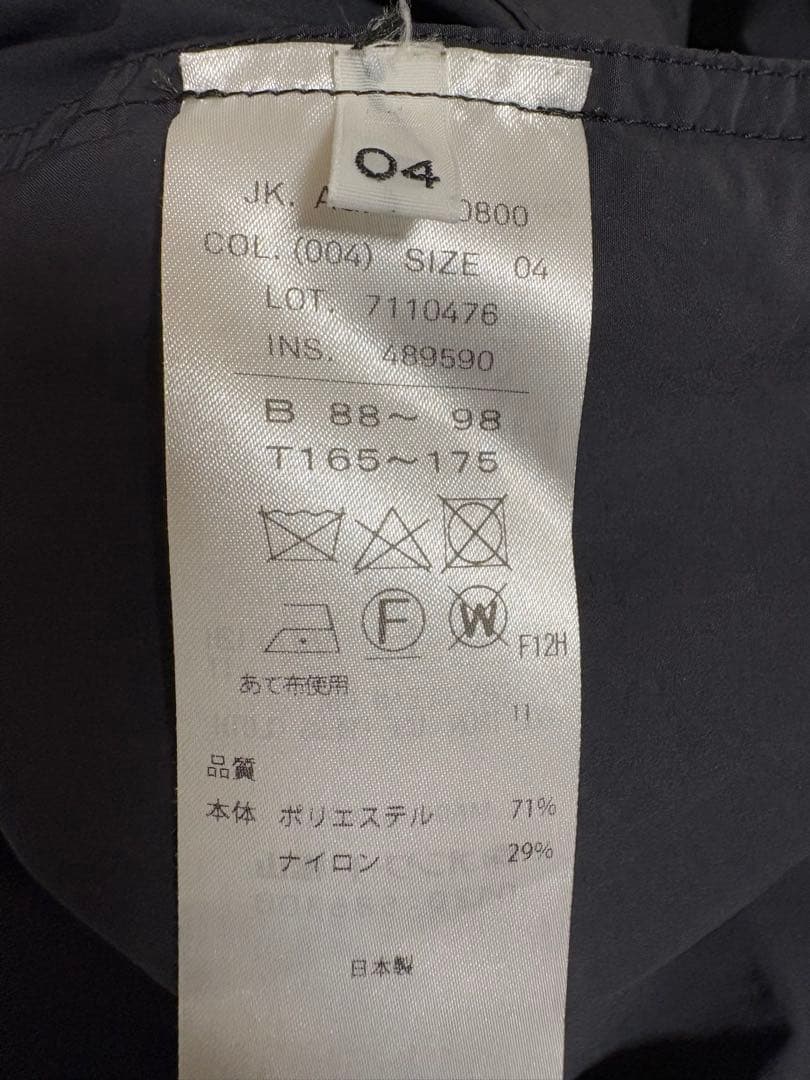 04
JK. 0800
COL. (004) SIZE 04
LOT. 7110476
INS. 489590
B 88～ 98
T165～175
F W F12H
あて布使用
11
品質
本体 ポリエステル 71%
ナイロン 29%
日本製